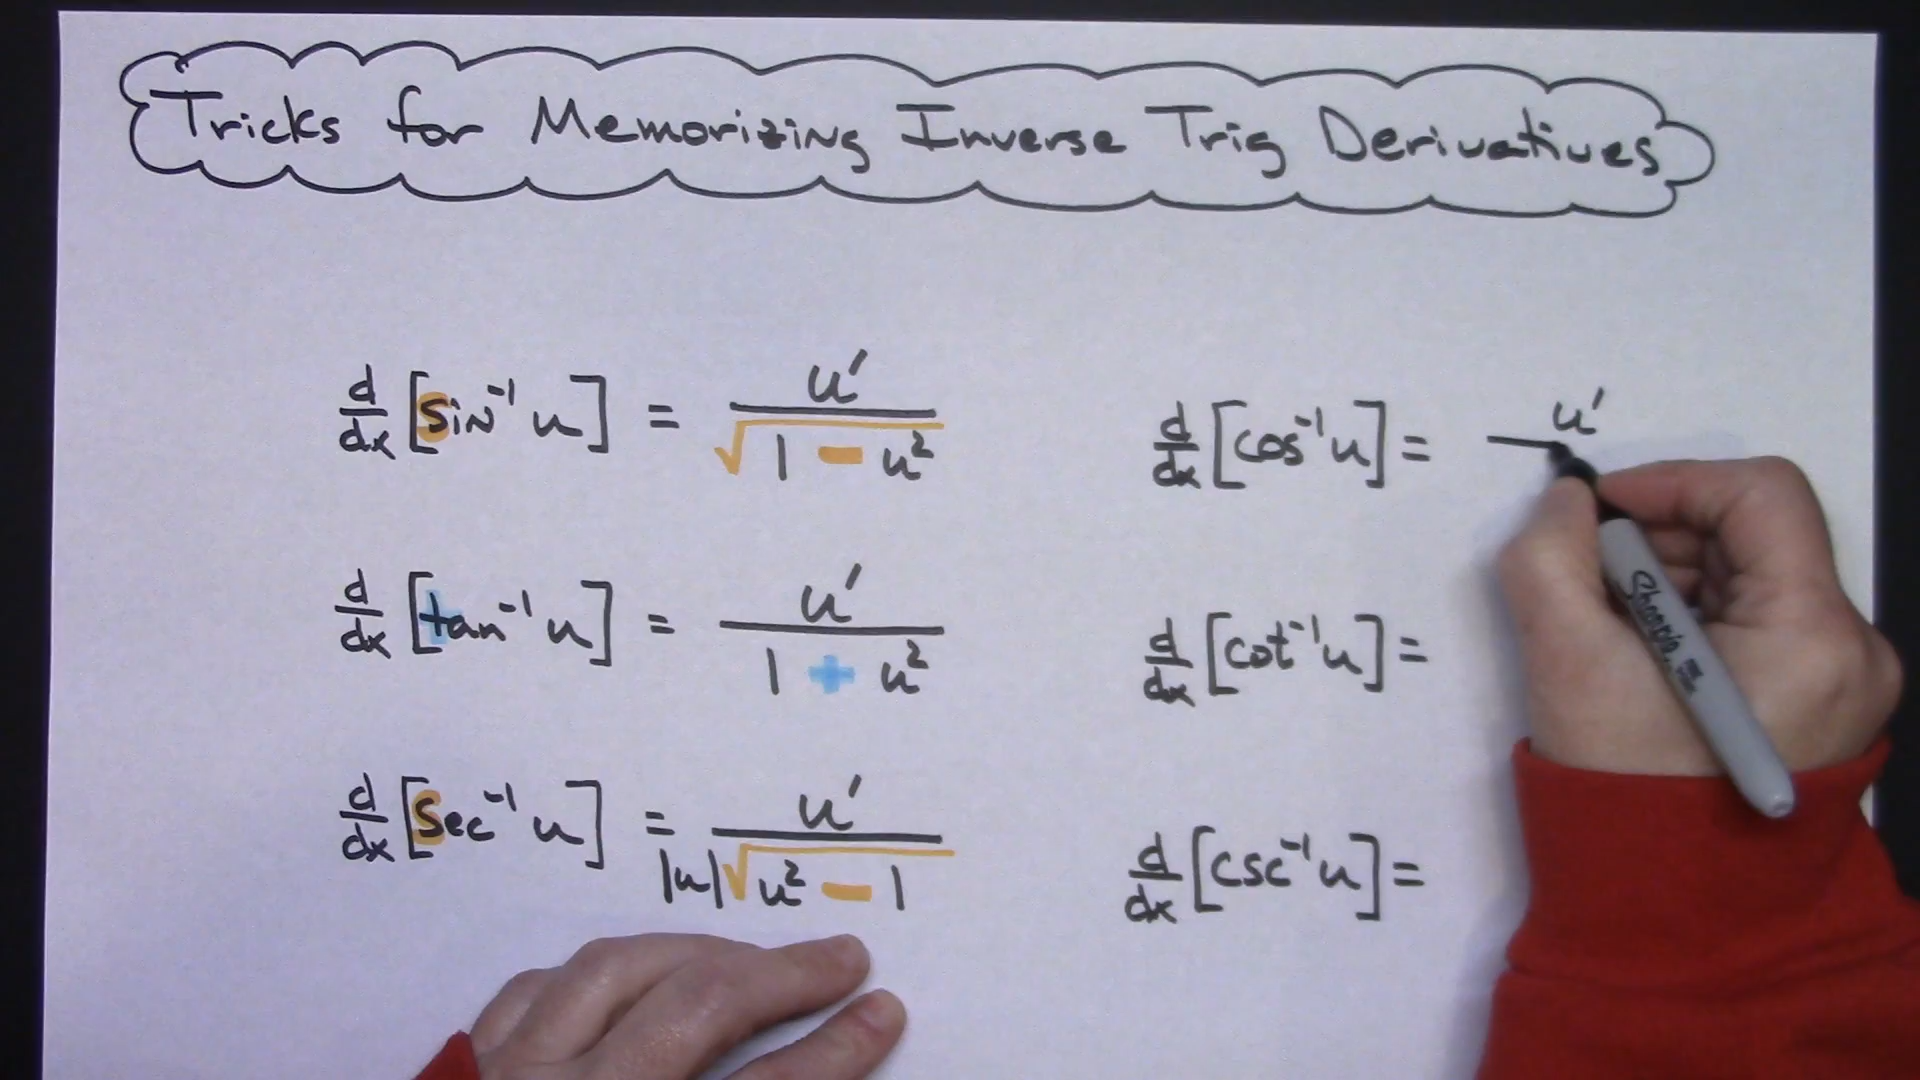 Tricks for Memorizing Inverse Trig Derivatives
d/dx [sin⁻¹ u] = u' / √(1 - u²)
d/dx [cos⁻¹ u] = u'
d/dx [tan⁻¹ u] = u' / (1 + u²)
d/dx [cot⁻¹ u] =
d/dx [sec⁻¹ u] = u' / (|u|√(u² - 1))
d/dx [csc⁻¹ u] =
Sharpie